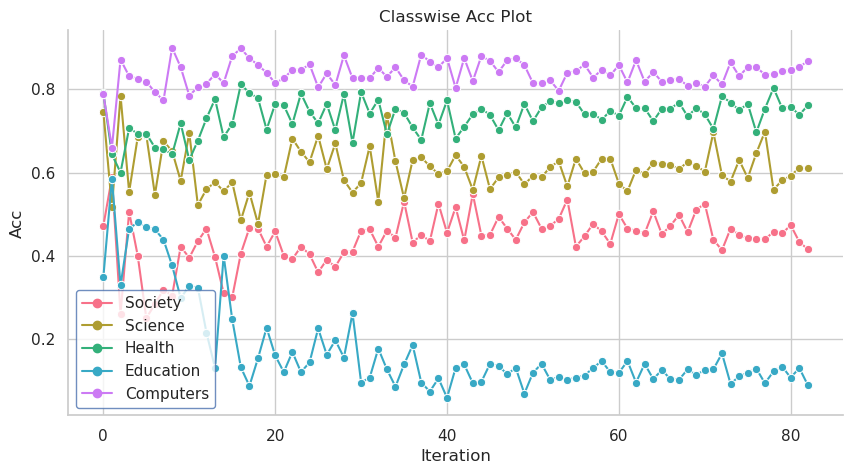 Classwise Acc Plot
Acc
0.8
0.6
0.4
0.2
Society
Science
Health
Education
Computers
0
20
40
60
80
Iteration